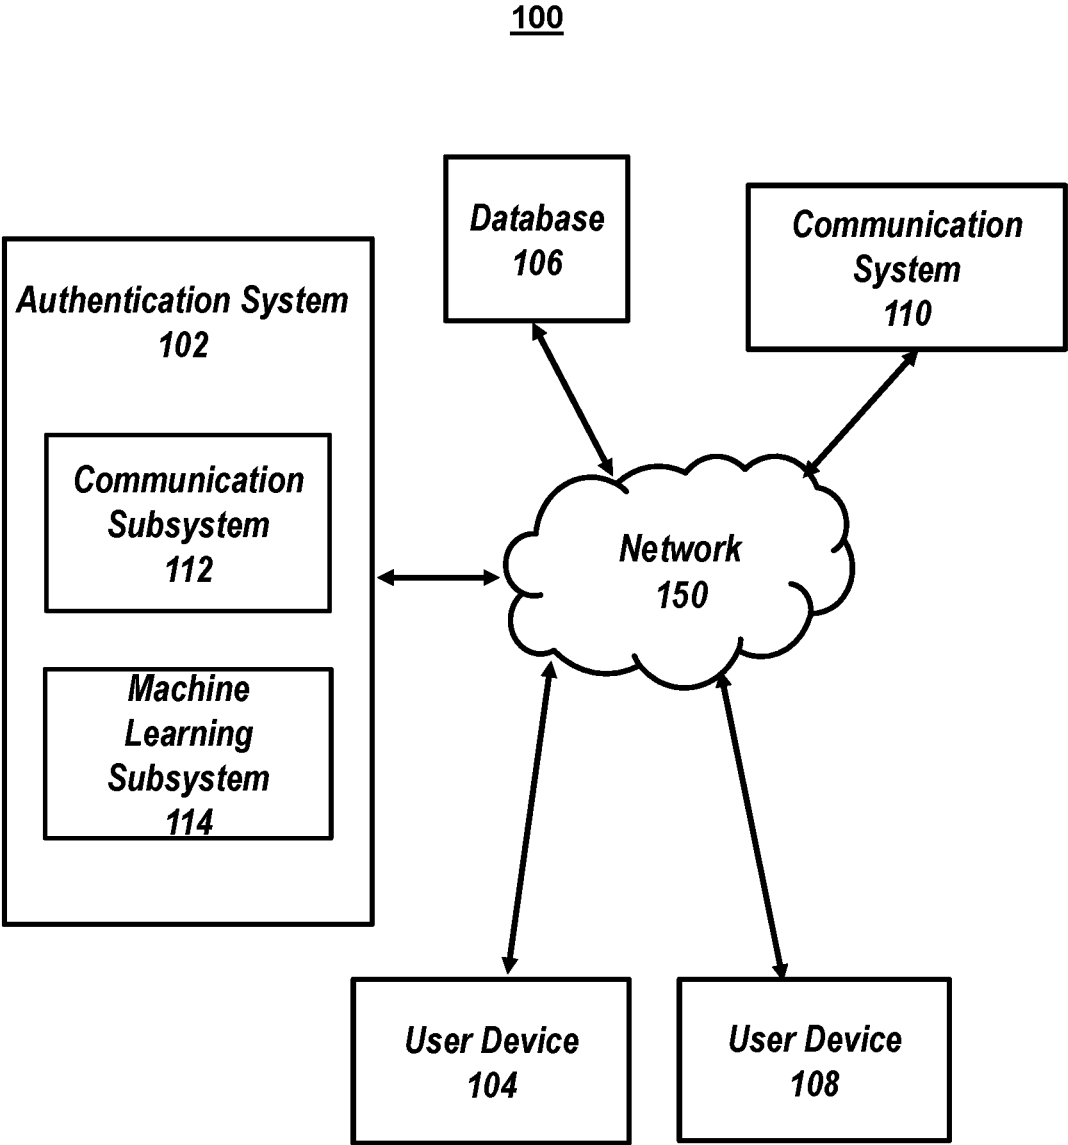 100
Database
106
Communication
System
110
Authentication System
102
Communication
Subsystem
112
Machine
Learning
Subsystem
114
Network
150
User Device
104
User Device
108